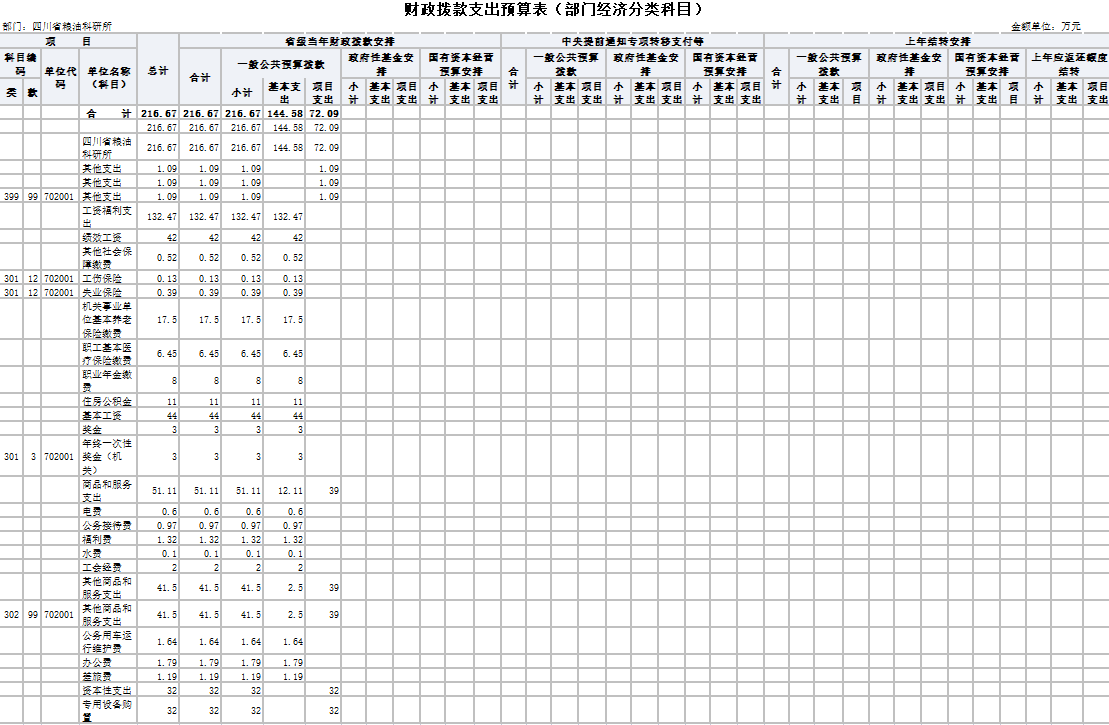 财政拨款支出预算表（部门经济分类科目）
部门：四川省粮油科研所 金额单位：万元
项 目 总计 省级当年财政拨款安排 中央提前通知专项转移支付等 上年结转安排
科目编码 单位代码 单位名称（科目） 合计 一般公共预算拨款 政府性基金安排 国有资本经营预算安排 合计 一般公共预算拨款 政府性基金安排 国有资本经营预算安排 合计 一般公共预算拨款 政府性基金安排 国有资本经营预算安排 上年应返还额度结转
类 款 小计 基本支出 项目支出 小计 基本支出 项目支出 小计 基本支出 项目支出 小计 基本支出 项目支出 小计 基本支出 项目支出 小计 基本支出 项目支出 小计 基本支出 项目 小计 基本支出 项目支出 小计 基本支出 项目 小计 基本支出 项目支出
合 计 216.67 216.67 216.67 144.58 72.09
216.67 216.67 216.67 144.58 72.09
四川省粮油科研所 216.67 216.67 216.67 144.58 72.09
其他支出 1.09 1.09 1.09 1.09
其他支出 1.09 1.09 1.09 1.09
399 99 702001 其他支出 1.09 1.09 1.09 1.09
工资福利支出 132.47 132.47 132.47 132.47
绩效工资 42 42 42 42
其他社会保障缴费 0.52 0.52 0.52 0.52
301 12 702001 工伤保险 0.13 0.13 0.13 0.13
301 12 702001 失业保险 0.39 0.39 0.39 0.39
机关事业单位基本养老保险缴费 17.5 17.5 17.5 17.5
职工基本医疗保险缴费 6.45 6.45 6.45 6.45
职业年金缴费 8 8 8 8
住房公积金 11 11 11 11
基本工资 44 44 44 44
奖金 3 3 3 3
301 3 702001 年终一次性奖金（机关） 3 3 3 3
商品和服务支出 51.11 51.11 51.11 12.11 39
电费 0.6 0.6 0.6 0.6
公务接待费 0.97 0.97 0.97 0.97
福利费 1.32 1.32 1.32 1.32
水费 0.1 0.1 0.1 0.1
工会经费 2 2 2 2
其他商品和服务支出 41.5 41.5 41.5 2.5 39
302 99 702001 其他商品和服务支出 41.5 41.5 41.5 2.5 39
公务用车运行维护费 1.64 1.64 1.64 1.64
办公费 1.79 1.79 1.79 1.79
差旅费 1.19 1.19 1.19 1.19
资本性支出 32 32 32 32
专用设备购置 32 32 32 32